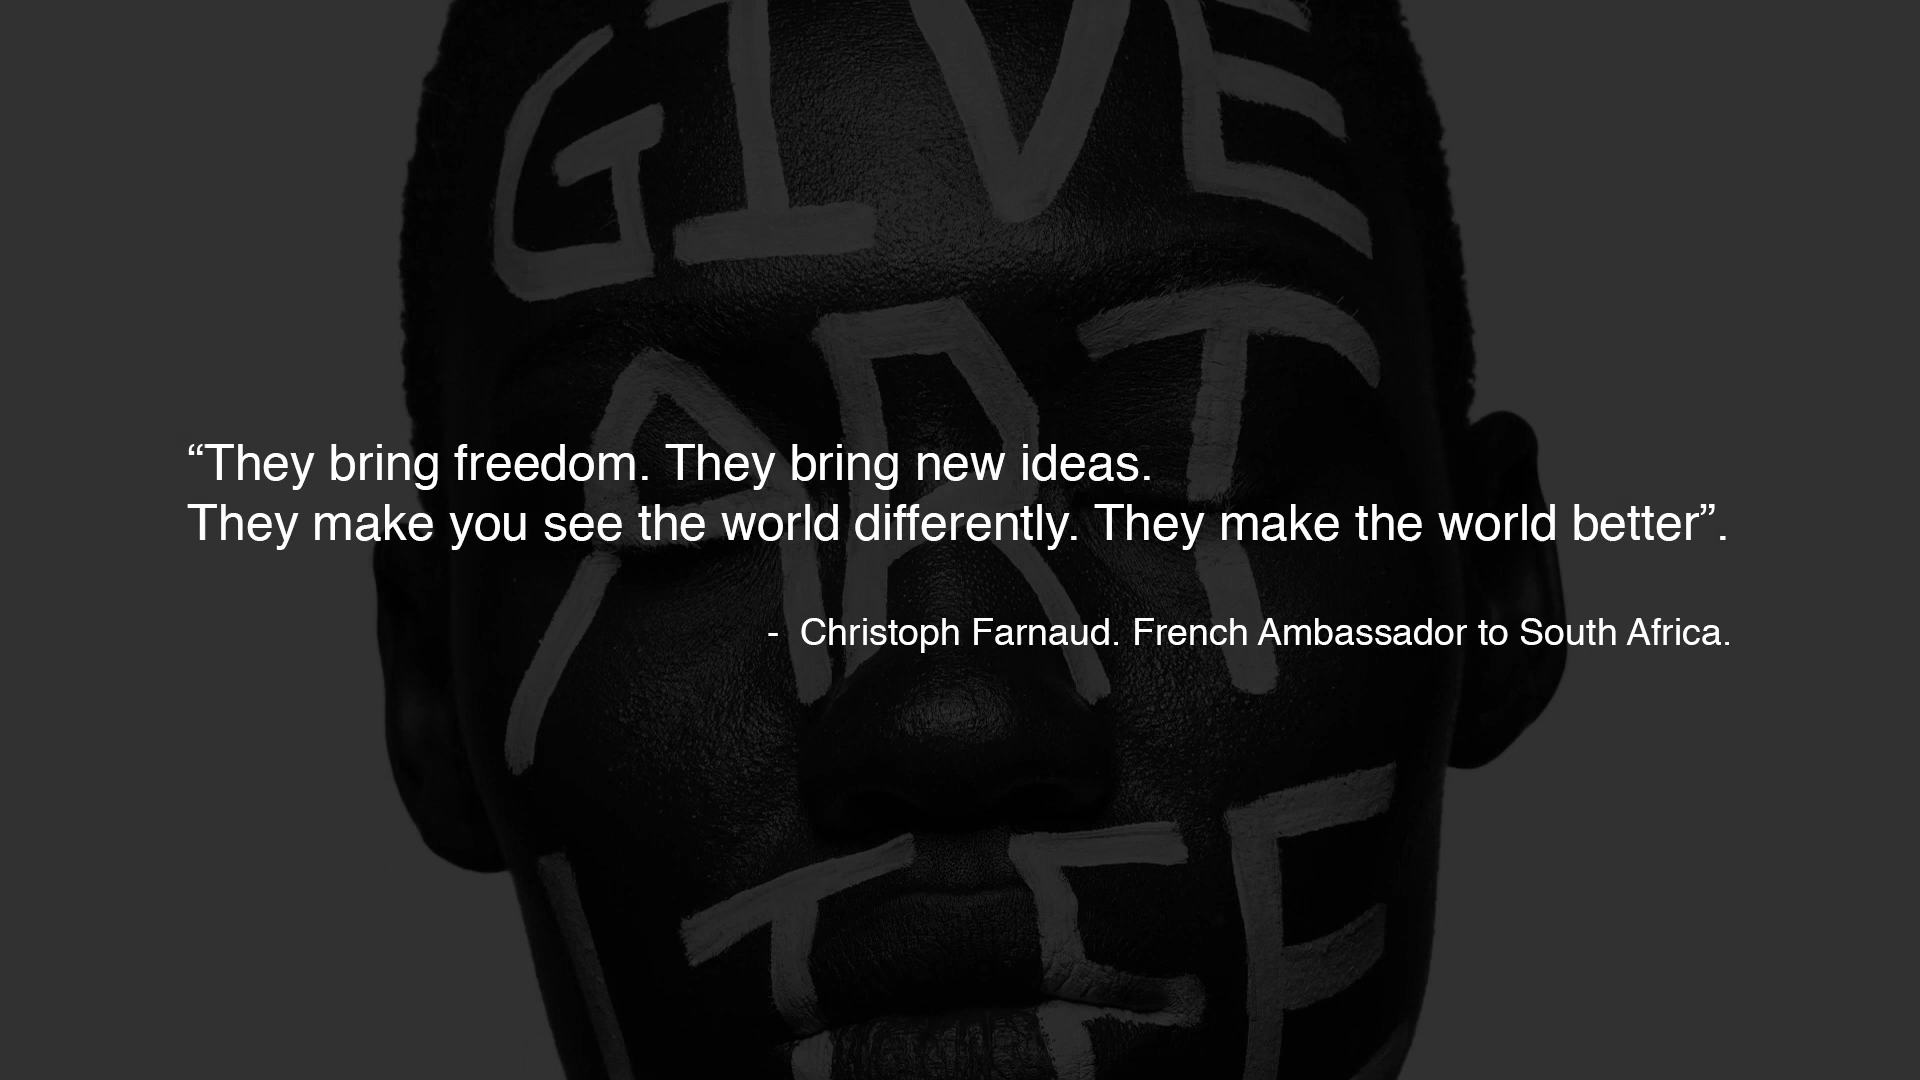 GIVE
ART
“They bring freedom. They bring new ideas.
They make you see the world differently. They make the world better”.
- Christoph Farnaud. French Ambassador to South Africa.
LIFE